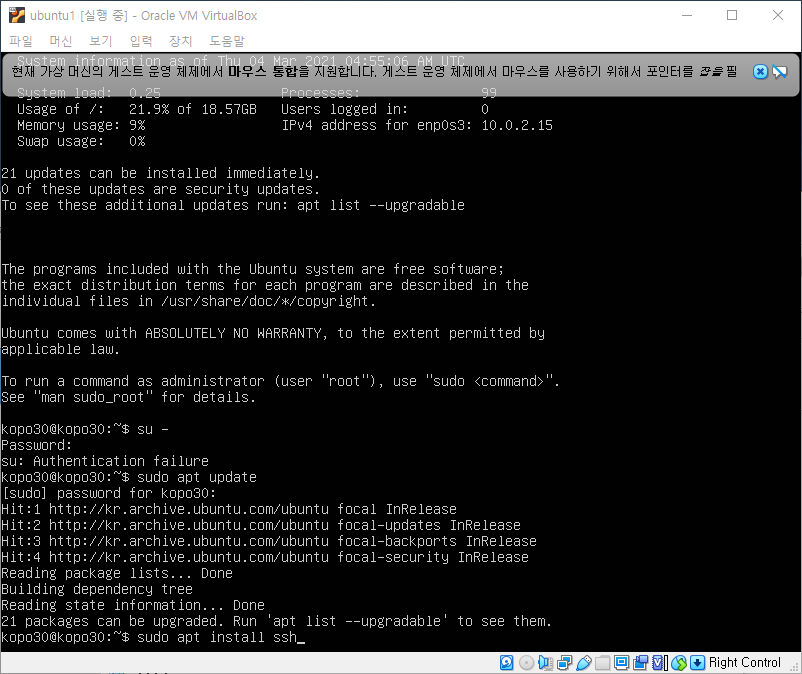 ubuntu1 [실행 중] - Oracle VM VirtualBox
파일 머신 보기 입력 장치 도움말
System information as of Thu 04 Mar 2021 04:55:06 AM UTC
현재 가상 머신의 게스트 운영 체제에서 마우스 통합을 지원합니다. 게스트 운영 체제에서 마우스를 사용하기 위해서 포인터를 잡을 필
System load: 0.25 Processes: 99
Usage of /: 21.9% of 18.57GB Users logged in: 0
Memory usage: 9% IPv4 address for enp0s3: 10.0.2.15
Swap usage: 0%
21 updates can be installed immediately.
0 of these updates are security updates.
To see these additional updates run: apt list --upgradable
The programs included with the Ubuntu system are free software;
the exact distribution terms for each program are described in the
individual files in /usr/share/doc/*/copyright.
Ubuntu comes with ABSOLUTELY NO WARRANTY, to the extent permitted by
applicable law.
To run a command as administrator (user "root"), use "sudo <command>".
See "man sudo_root" for details.
kopo30@kopo30:~$ su -
Password:
su: Authentication failure
kopo30@kopo30:~$ sudo apt update
[sudo] password for kopo30:
Hit:1 http://kr.archive.ubuntu.com/ubuntu focal InRelease
Hit:2 http://kr.archive.ubuntu.com/ubuntu focal-updates InRelease
Hit:3 http://kr.archive.ubuntu.com/ubuntu focal-backports InRelease
Hit:4 http://kr.archive.ubuntu.com/ubuntu focal-security InRelease
Reading package lists... Done
Building dependency tree
Reading state information... Done
21 packages can be upgraded. Run 'apt list --upgradable' to see them.
kopo30@kopo30:~$ sudo apt install ssh_
Right Control